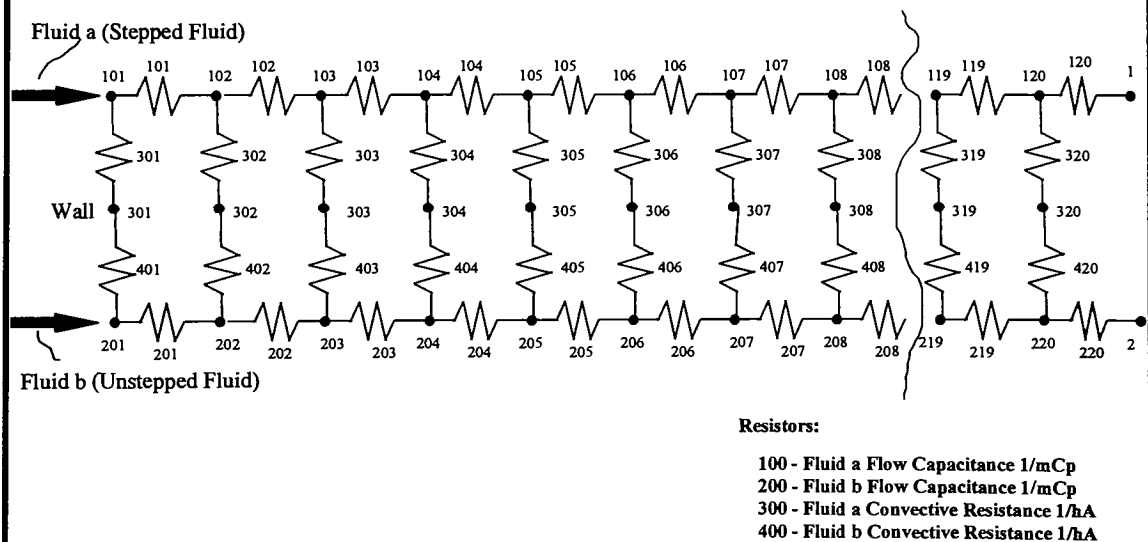 Fluid a (Stepped Fluid)
101 102 103 104 105 106 107 108 119 120
101 102 103 104 105 106 107 108 119 120 1
301 302 303 304 305 306 307 308 319 320
Wall 301 302 303 304 305 306 307 308 319 320
401 402 403 404 405 406 407 408 419 420
201 202 203 204 205 206 207 208 219 220 2
201 202 203 204 205 206 207 208 219 220
Fluid b (Unstepped Fluid)
Resistors:
100 - Fluid a Flow Capacitance 1/mCp
200 - Fluid b Flow Capacitance 1/mCp
300 - Fluid a Convective Resistance 1/hA
400 - Fluid b Convective Resistance 1/hA